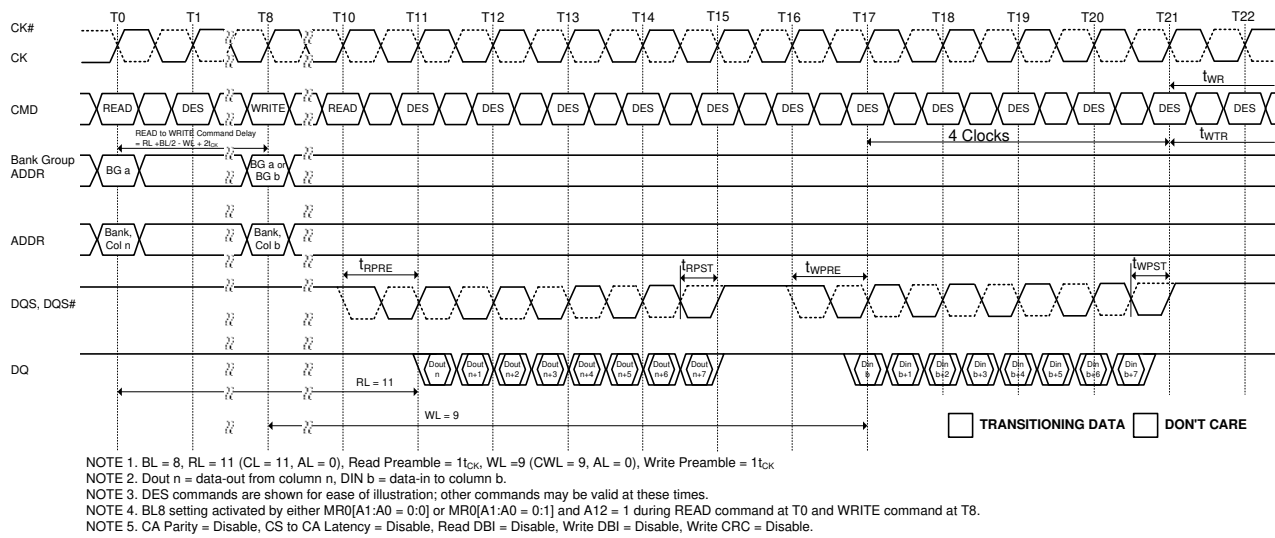 T0 T1 T8 T10 T11 T12 T13 T14 T15 T16 T17 T18 T19 T20 T21 T22
CK#
CK
tWR
CMD READ DES WRITE READ DES DES DES DES DES DES DES DES DES DES DES DES
READ to WRITE Command Delay
= RL +BL/2 - WL + 2tCK
4 Clocks tWTR
Bank Group
ADDR
BG a
BG a or
BG b
ADDR
Bank,
Col n
Bank,
Col b
tRPRE tRPST tWPRE tWPST
DQS, DQS#
DQ
Dout
n
Dout
n+1
Dout
n+2
Dout
n+3
Dout
n+4
Dout
n+5
Dout
n+6
Dout
n+7
Din
b
Din
b+1
Din
b+2
Din
b+3
Din
b+4
Din
b+5
Din
b+6
Din
b+7
RL = 11
WL = 9
TRANSITIONING DATA DON'T CARE
NOTE 1. BL = 8, RL = 11 (CL = 11, AL = 0), Read Preamble = 1tCK, WL =9 (CWL = 9, AL = 0), Write Preamble = 1tCK
NOTE 2. Dout n = data-out from column n, DIN b = data-in to column b.
NOTE 3. DES commands are shown for ease of illustration; other commands may be valid at these times.
NOTE 4. BL8 setting activated by either MR0[A1:A0 = 0:0] or MR0[A1:A0 = 0:1] and A12 = 1 during READ command at T0 and WRITE command at T8.
NOTE 5. CA Parity = Disable, CS to CA Latency = Disable, Read DBI = Disable, Write DBI = Disable, Write CRC = Disable.